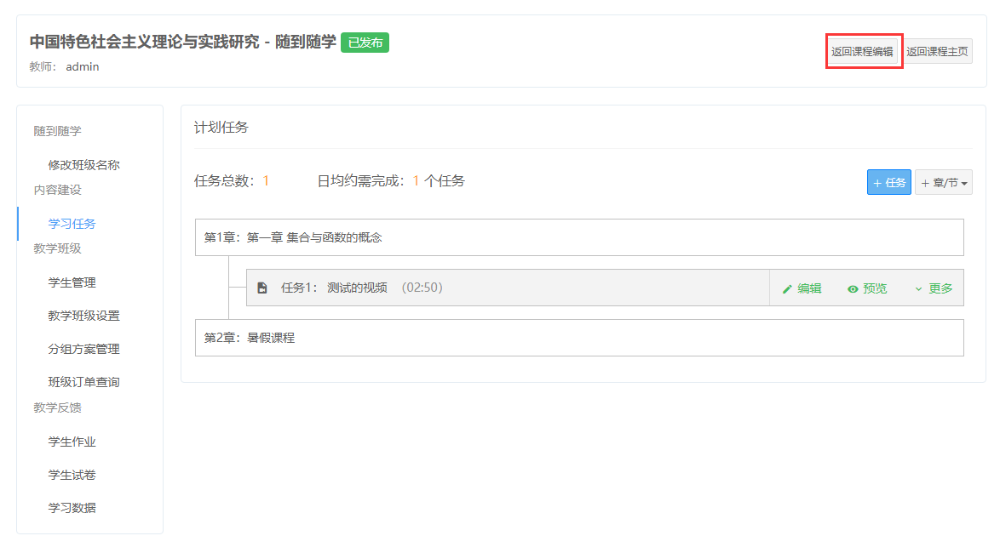 中国特色社会主义理论与实践研究 - 随到随学 已发布
教师： admin
返回课程编辑 返回课程主页
随到随学
修改班级名称
内容建设
学习任务
教学班级
学生管理
教学班级设置
分组方案管理
班级订单查询
教学反馈
学生作业
学生试卷
学习数据
计划任务
任务总数：1 日均约需完成：1 个任务
+ 任务 + 章/节
第1章：第一章 集合与函数的概念
任务1： 测试的视频 (02:50) 编辑 预览 更多
第2章：暑假课程